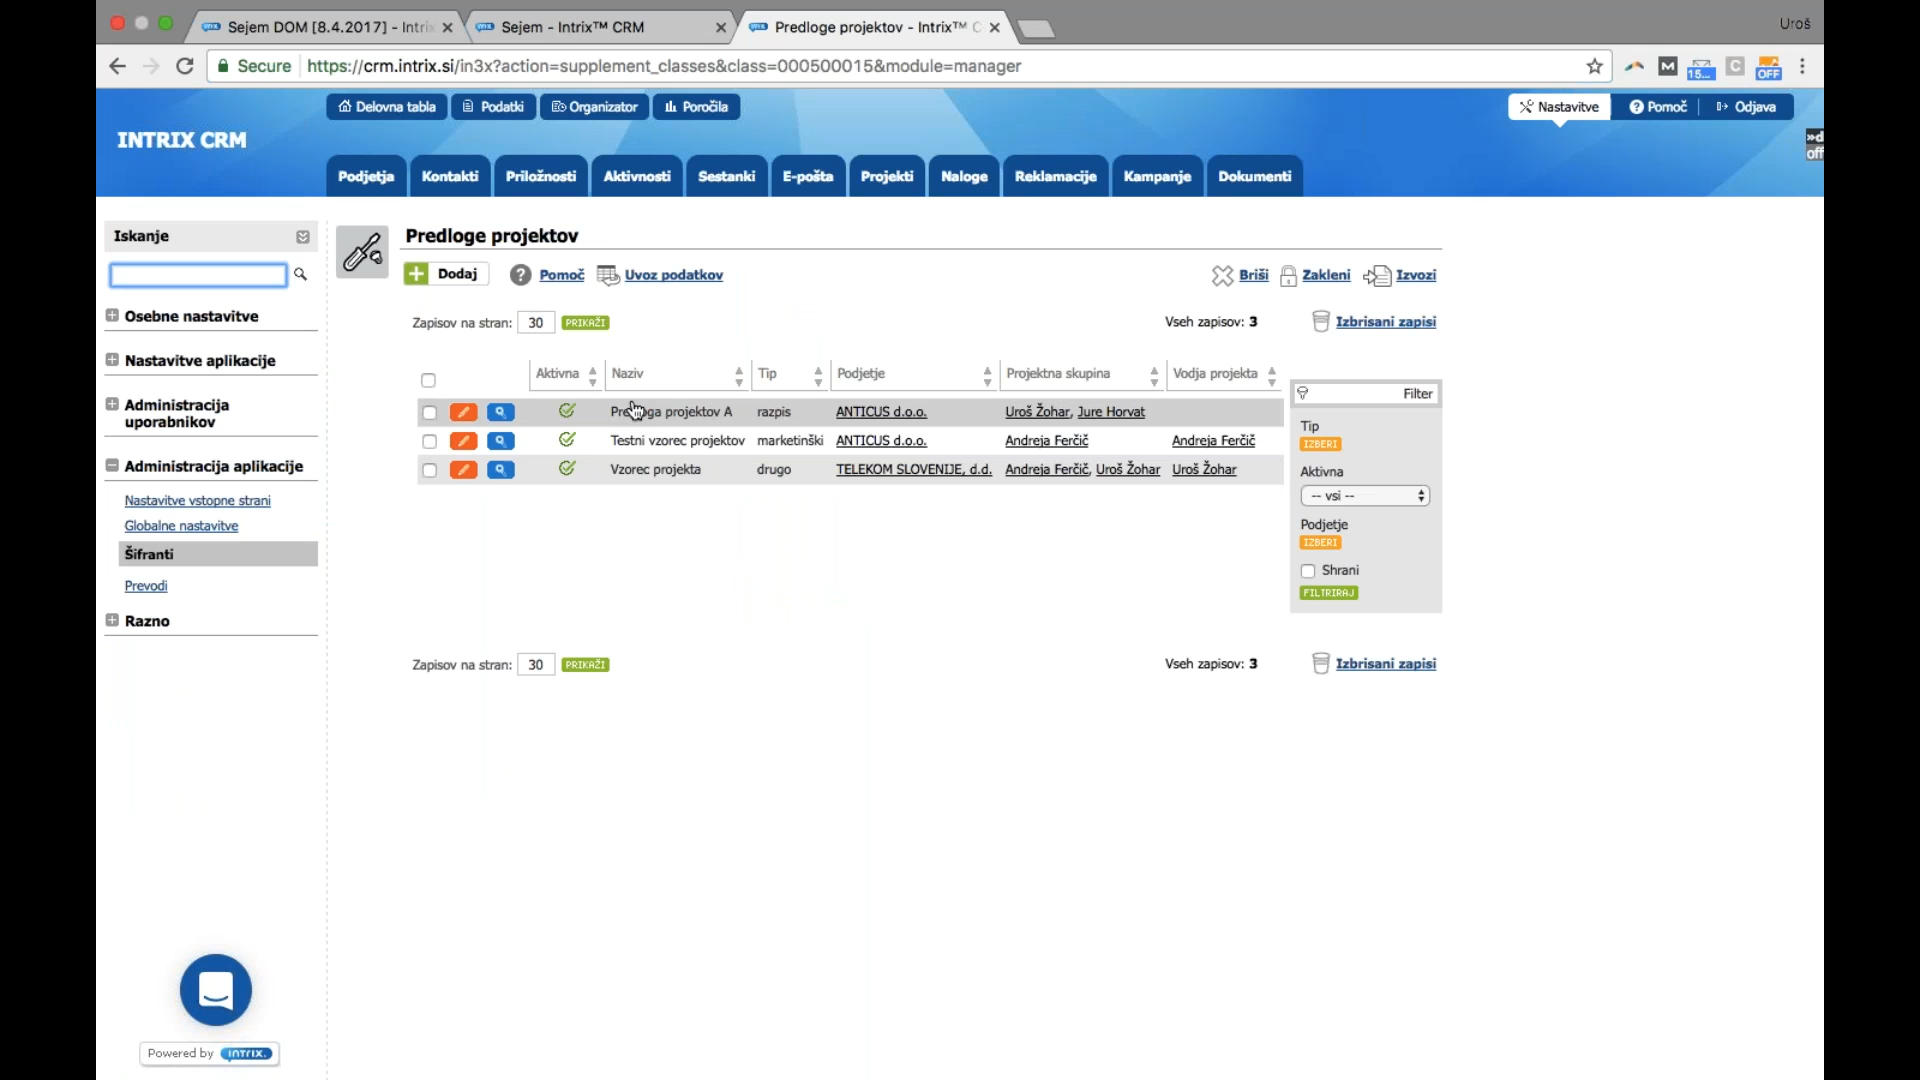 Sejem DOM [8.4.2017] - Intri
Sejem - Intrix™ CRM
Predloge projektov - Intrix™ C
Uroš
Secure
https://crm.intrix.si/in3x?action=supplement_classes&class=000500015&module=manager
M
15...
C
OFF
Delovna tabla
Podatki
Organizator
Poročila
Nastavitve
Pomoč
Odjava
INTRIX CRM
»d
off
Podjetja
Kontakti
Priložnosti
Aktivnosti
Sestanki
E-pošta
Projekti
Naloge
Reklamacije
Kampanje
Dokumenti
Iskanje
Osebne nastavitve
Nastavitve aplikacije
Administracija
uporabnikov
Administracija aplikacije
Nastavitve vstopne strani
Globalne nastavitve
Šifranti
Prevodi
Razno
Predloge projektov
Dodaj
Pomoč
Uvoz podatkov
Briši
Zakleni
Izvozi
Zapisov na stran: 30 PRIKAŽI
Vseh zapisov: 3
Izbrisani zapisi
Aktivna Naziv Tip Podjetje Projektna skupina Vodja projekta
projektov A razpis ANTICUS d.o.o. Uroš Žohar, Jure Horvat
Testni vzorec projektov marketinški ANTICUS d.o.o. Andreja Ferčič Andreja Ferčič
Vzorec projekta drugo TELEKOM SLOVENIJE, d.d. Andreja Ferčič, Uroš Žohar Uroš Žohar
Filter
Tip
IZBERI
Aktivna
-- vsi --
Podjetje
IZBERI
Shrani
FILTRIRAJ
Zapisov na stran: 30 PRIKAŽI
Vseh zapisov: 3
Izbrisani zapisi
Powered by INTRIX.